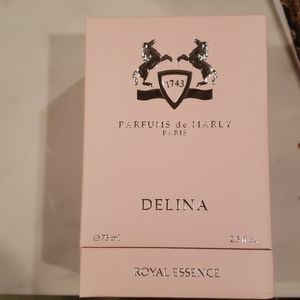 1743
PARFUMS de MARLY
PARIS
DELINA
℮ 75 ml 2.5 fl. oz.
ROYAL ESSENCE